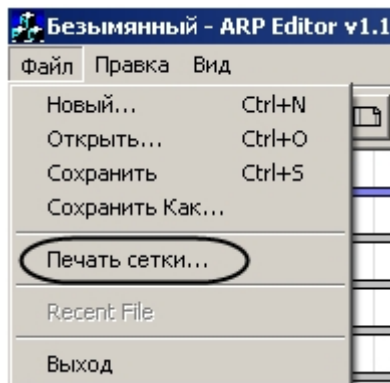 Безымянный - ARP Editor v1.1
Файл Правка Вид
Новый... Ctrl+N
Открыть... Ctrl+O
Сохранить Ctrl+S
Сохранить Как...
Печать сетки...
Recent File
Выход